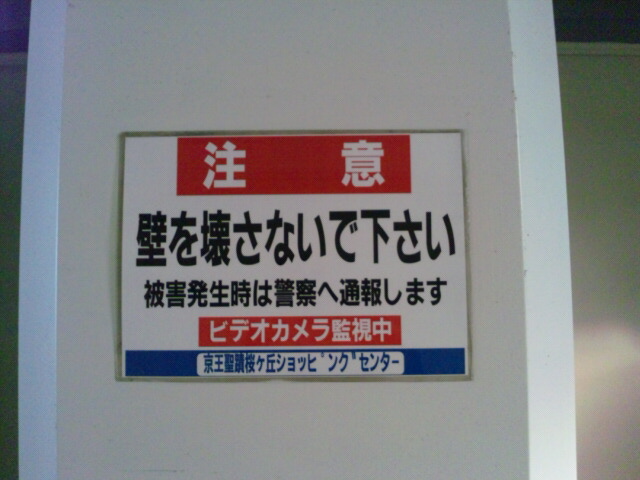 注意
壁を壊さないで下さい
被害発生時は警察へ通報します
ビデオカメラ監視中
京王聖蹟桜ヶ丘ショッピングセンター